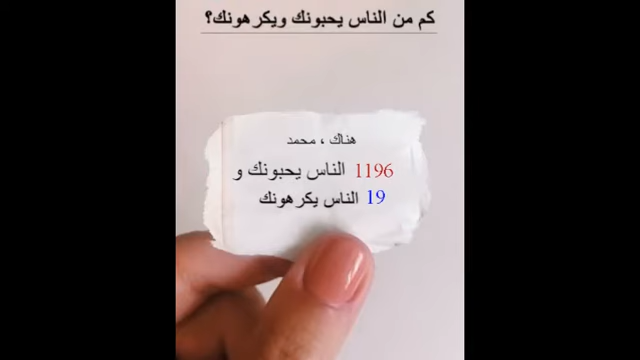 كم من الناس يحبونك ويكرهونك؟
هناك ، محمد
1196 الناس يحبونك و
19 الناس يكرهونك